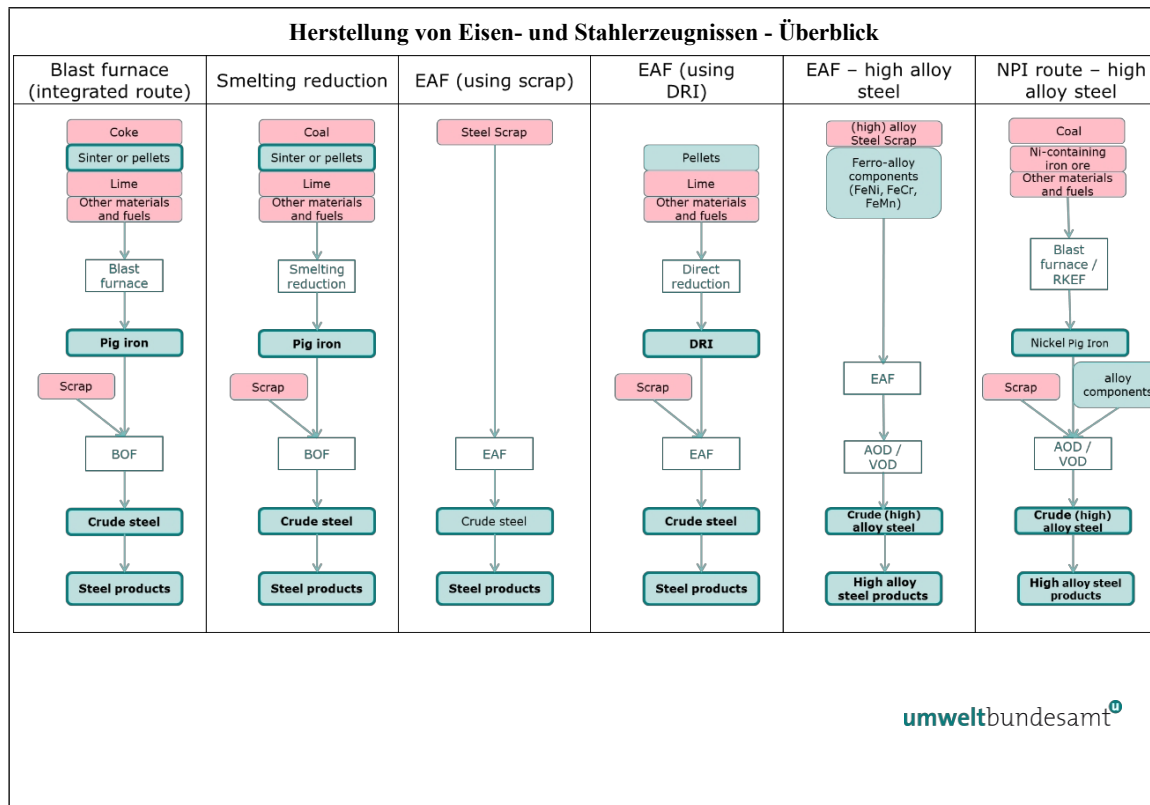 Herstellung von Eisen- und Stahlerzeugnissen - Überblick
Blast furnace
(integrated route)
Coke
Sinter or pellets
Lime
Other materials
and fuels
Blast
furnace
Pig iron
Scrap
BOF
Crude steel
Steel products
Smelting reduction
Coal
Sinter or pellets
Lime
Other materials
and fuels
Smelting
reduction
Pig iron
Scrap
BOF
Crude steel
Steel products
EAF (using scrap)
Steel Scrap
EAF
Crude steel
Steel products
EAF (using
DRI)
Pellets
Lime
Other materials
and fuels
Direct
reduction
DRI
Scrap
EAF
Crude steel
Steel products
EAF – high alloy
steel
(high) alloy
Steel Scrap
Ferro-alloy
components
(FeNi, FeCr,
FeMn)
EAF
AOD /
VOD
Crude (high)
alloy steel
High alloy
steel products
NPI route – high
alloy steel
Coal
Ni-containing
iron ore
Other materials
and fuels
Blast
furnace /
RKEF
Nickel Pig Iron
Scrap
alloy
components
AOD /
VOD
Crude (high)
alloy steel
High alloy steel
products
umweltbundesamt u